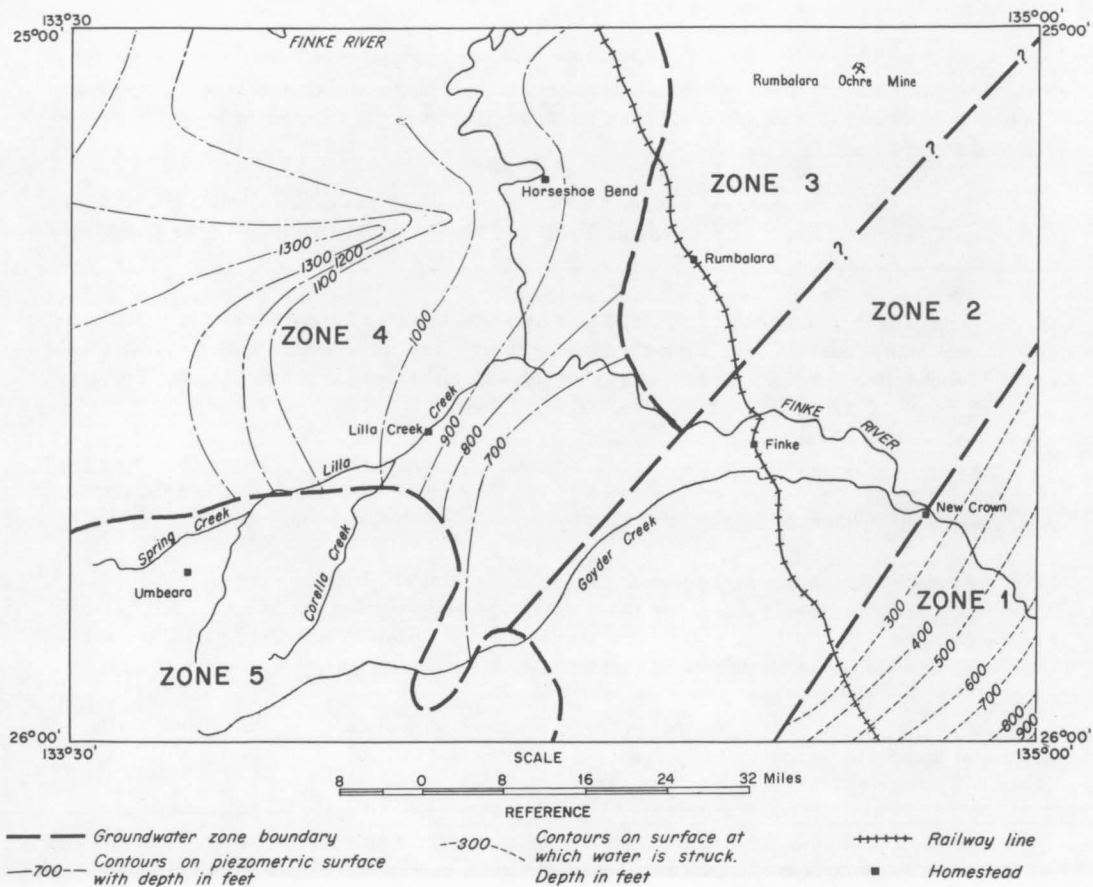 133°30'
135°00'
25°00'
25°00'
FINKE RIVER
Rumbalara Ochre Mine
?
?
ZONE 3
Horseshoe Bend
?
1300
1300
1200
1100
Rumbalara
ZONE 2
ZONE 4
1000
Lilla Creek
Lilla
Creek
900
800
700
FINKE
RIVER
Finke
Spring
Creek
New Crown
Goyder Creek
Umbeara
Corella
Creek
ZONE 1
300
400
500
600
700
800
900
ZONE 5
26°00'
26°00'
133°30'
135°00'
SCALE
8 0 8 16 24 32 Miles
REFERENCE
Groundwater zone boundary
-700- Contours on piezometric surface
with depth in feet
-300- Contours on surface at
which water is struck.
Depth in feet
Railway line
Homestead